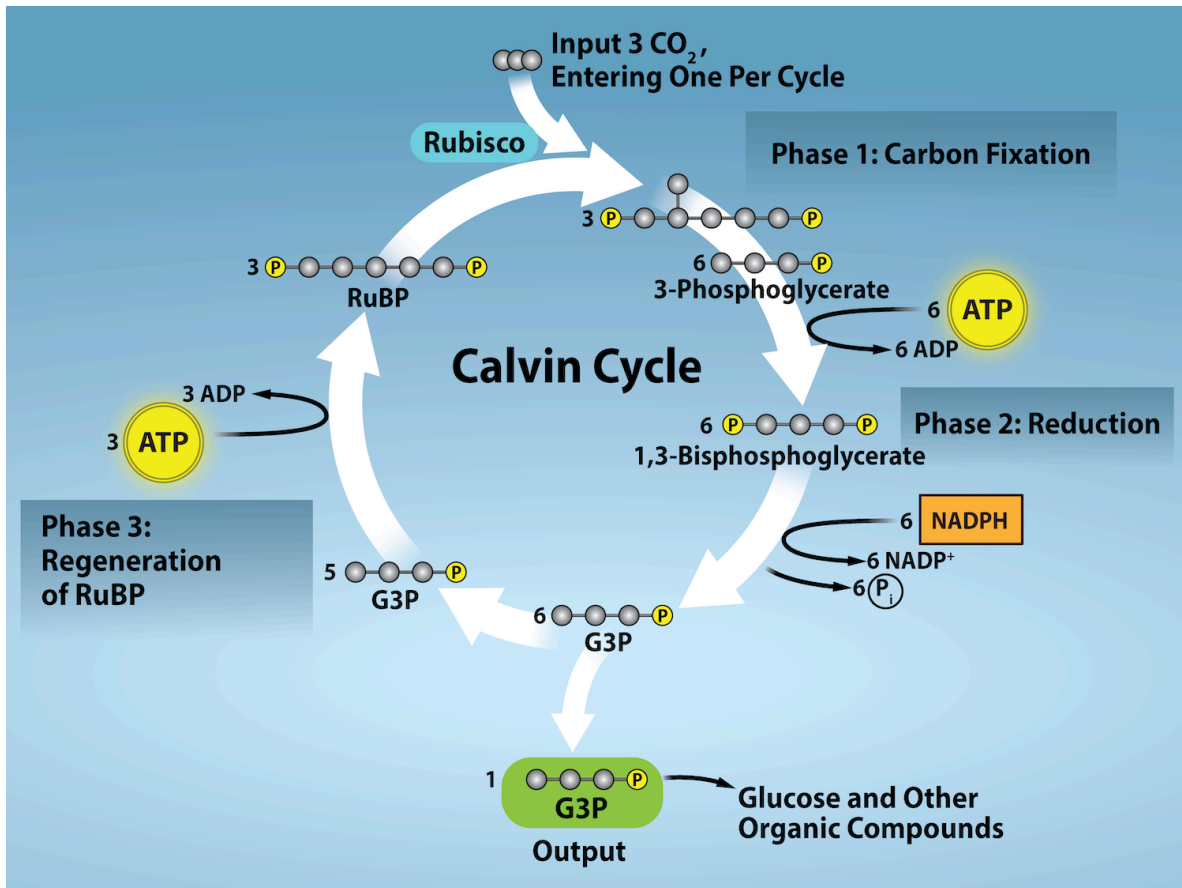 Input 3 CO₂,
Entering One Per Cycle
Rubisco
Phase 1: Carbon Fixation
3 P P
3 P P
RuBP
6 P
3-Phosphoglycerate
6 ATP
6 ADP
Calvin Cycle
3 ADP
3 ATP
6 P P
1,3-Bisphosphoglycerate
Phase 2: Reduction
6 NADPH
6 NADP⁺
6 Pᵢ
Phase 3:
Regeneration
of RuBP
5 P
G3P
6 P
G3P
1 P
G3P
Output
Glucose and Other
Organic Compounds